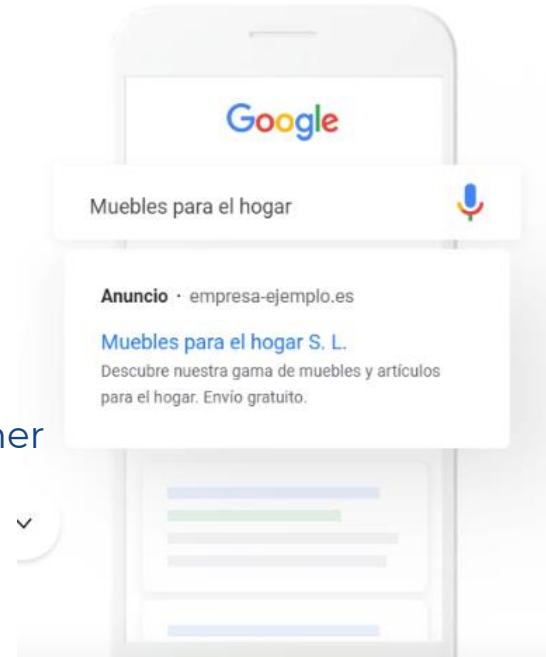 Google
Muebles para el hogar
Anuncio · empresa-ejemplo.es
Muebles para el hogar S. L.
Descubre nuestra gama de muebles y artículos
para el hogar. Envío gratuito.